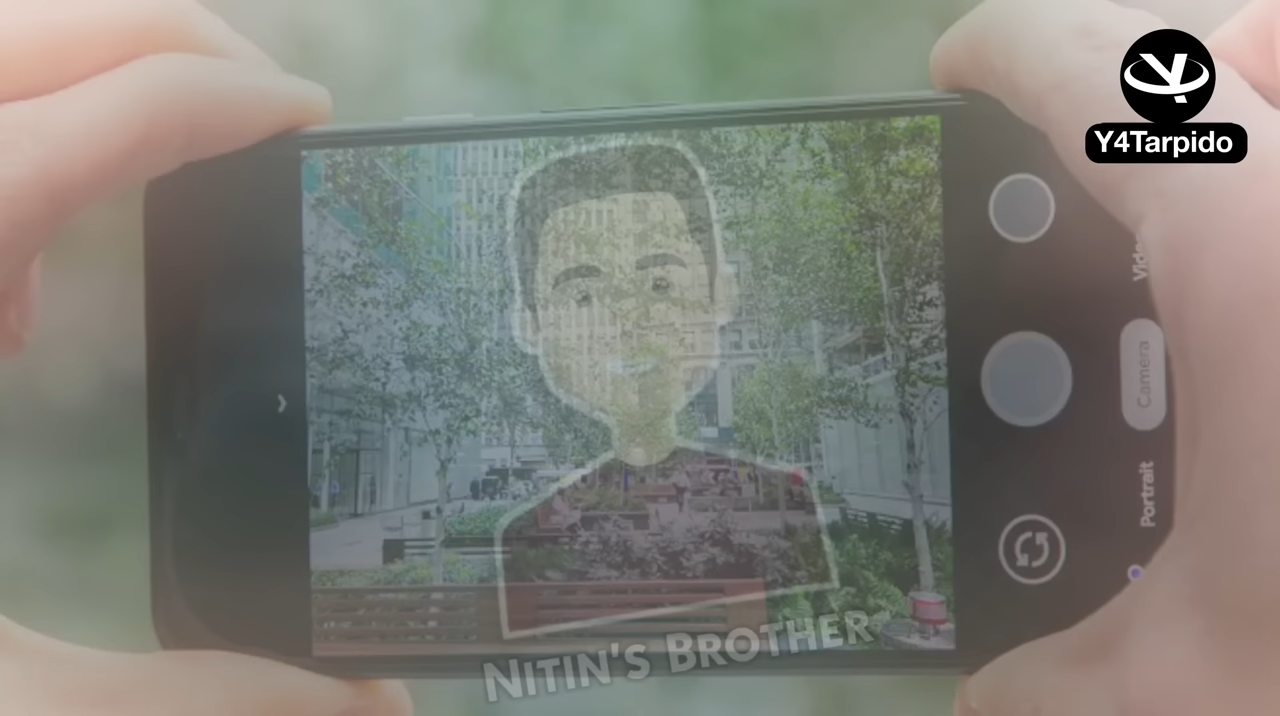 Y4Tarpido
Video
Camera
Portrait
NITIN'S BROTHER